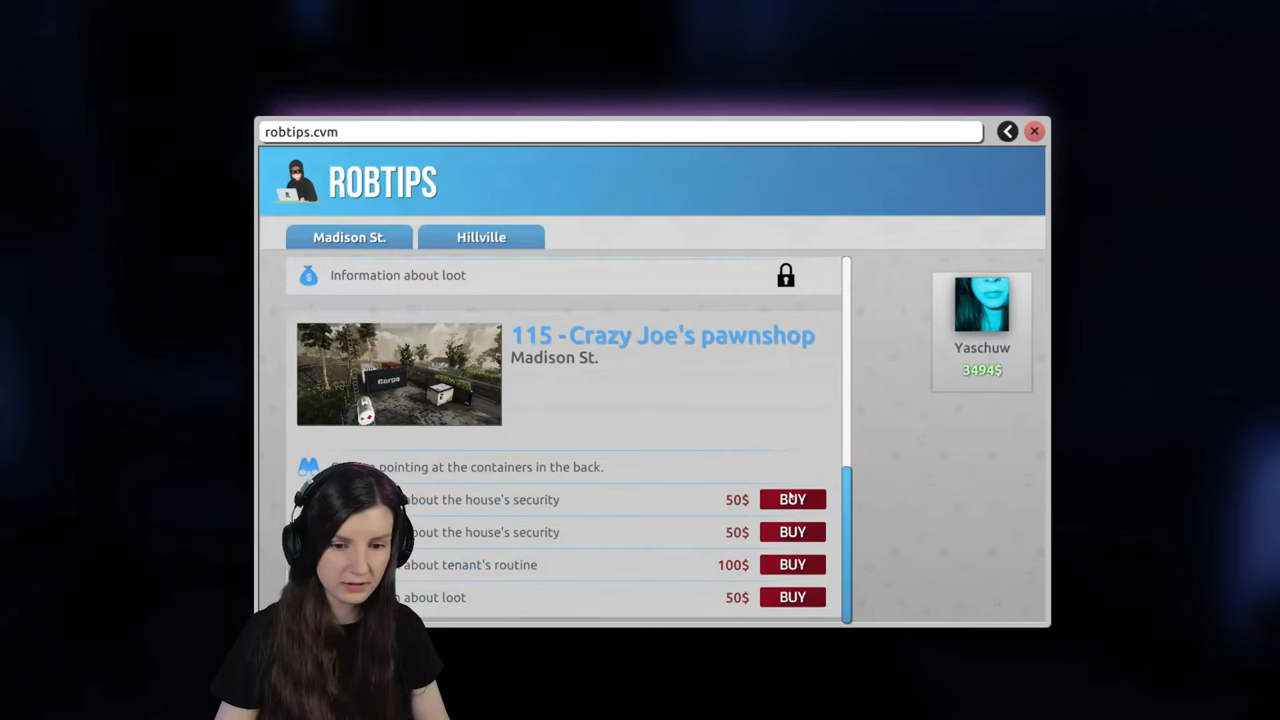 robtips.cvm
ROBTIPS
Madison St.
Hillville
Information about loot
115 - Crazy Joe's pawnshop
Madison St.
Cargo
pointing at the containers in the back.
about the house's security 50$ BUY
about the house's security 50$ BUY
about tenant's routine 100$ BUY
about loot 50$ BUY
Yaschuw
3494$